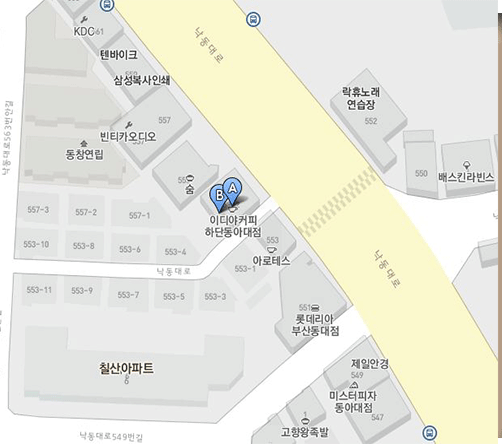 KDC
61
낙동대로
텐바이크
삼성복사인쇄
락휴노래
연습장
552
557
빈티카오디오
동창연립
낙동대로563번안길
550
배스킨라빈스
숨
B
A
이디야커피
하단동아대점
557-3
557-2
557-1
553-10
553-8
553-6
553-4
553
아로테스
553-1
낙동대로
낙동대로
553-11
553-9
553-7
553-5
553-3
551
롯데리아
부산동대점
칠산아파트
제일안경
549
미스터피자
동아대점
547
1
고향왕족발
낙동대로549번길